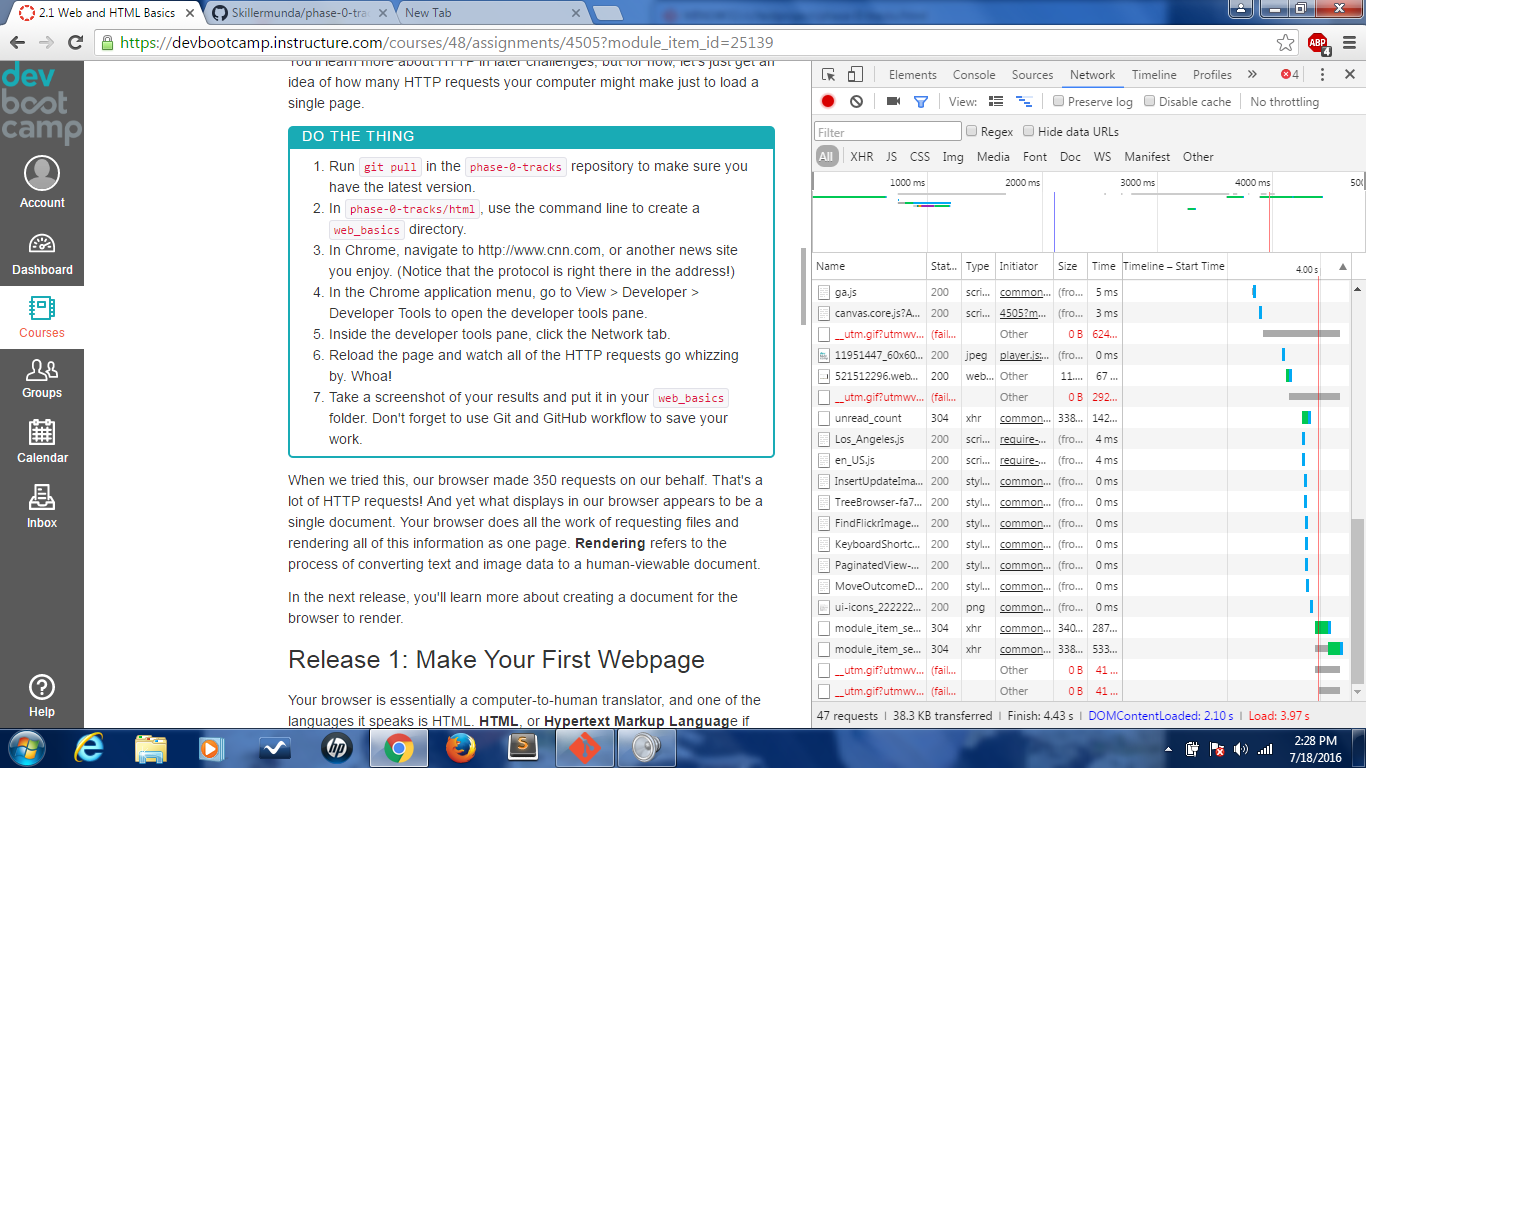 2.1 Web and HTML Basics
Skillermunda/phase-0-tra
New Tab
https://devbootcamp.instructure.com/courses/48/assignments/4505?module_item_id=25139
ABP
4
dev
boot
camp
Account
Dashboard
Courses
Groups
Calendar
Inbox
Help
You'll learn more about HTTP in later challenges, but for now, let's just get an
idea of how many HTTP requests your computer might make just to load a
single page.
DO THE THING
1. Run git pull in the phase-0-tracks repository to make sure you
have the latest version.
2. In phase-0-tracks/html, use the command line to create a
web_basics directory.
3. In Chrome, navigate to http://www.cnn.com, or another news site
you enjoy. (Notice that the protocol is right there in the address!)
4. In the Chrome application menu, go to View > Developer >
Developer Tools to open the developer tools pane.
5. Inside the developer tools pane, click the Network tab.
6. Reload the page and watch all of the HTTP requests go whizzing
by. Whoa!
7. Take a screenshot of your results and put it in your web_basics
folder. Don't forget to use Git and GitHub workflow to save your
work.
When we tried this, our browser made 350 requests on our behalf. That's a
lot of HTTP requests! And yet what displays in our browser appears to be a
single document. Your browser does all the work of requesting files and
rendering all of this information as one page. Rendering refers to the
process of converting text and image data to a human-viewable document.
In the next release, you'll learn more about creating a document for the
browser to render.
Release 1: Make Your First Webpage
Your browser is essentially a computer-to-human translator, and one of the
languages it speaks is HTML. HTML, or Hypertext Markup Language if
Elements Console Sources Network Timeline Profiles » 4
View: Preserve log Disable cache No throttling
Filter Regex Hide data URLs
All XHR JS CSS Img Media Font Doc WS Manifest Other
1000 ms 2000 ms 3000 ms 4000 ms 500
Name Stat... Type Initiator Size Time Timeline – Start Time 4.00 s
ga.js 200 scri... common... (fro... 5 ms
canvas.core.js?A... 200 scri... 4505?m... (fro... 3 ms
__utm.gif?utmwv... (fail... Other 0 B 624...
11951447_60x60... 200 jpeg player.js:... (fro... 0 ms
521512296.web... 200 web... Other 11.... 67 ...
__utm.gif?utmwv... (fail... Other 0 B 292...
unread_count 304 xhr common... 338... 142...
Los_Angeles.js 200 scri... require-... (fro... 4 ms
en_US.js 200 scri... require-... (fro... 4 ms
InsertUpdateIma... 200 styl... common... (fro... 0 ms
TreeBrowser-fa7... 200 styl... common... (fro... 0 ms
FindFlickrImage... 200 styl... common... (fro... 0 ms
KeyboardShortc... 200 styl... common... (fro... 0 ms
PaginatedView-... 200 styl... common... (fro... 0 ms
MoveOutcomeD... 200 styl... common... (fro... 0 ms
ui-icons_222222... 200 png common... (fro... 0 ms
module_item_se... 304 xhr common... 340... 287...
module_item_se... 304 xhr common... 338... 533...
__utm.gif?utmwv... (fail... Other 0 B 41 ...
__utm.gif?utmwv... (fail... Other 0 B 41 ...
47 requests | 38.3 KB transferred | Finish: 4.43 s | DOMContentLoaded: 2.10 s | Load: 3.97 s
hp
S
2:28 PM
7/18/2016